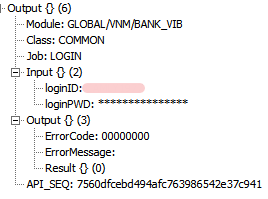 Output {} (6)
Module: GLOBAL/VNM/BANK_VIB
Class: COMMON
Job: LOGIN
Input {} (2)
loginID:
loginPWD: ***************
Output {} (3)
ErrorCode: 00000000
ErrorMessage:
Result {} (0)
API_SEQ: 7560dfcebd494afc763986542e37c941